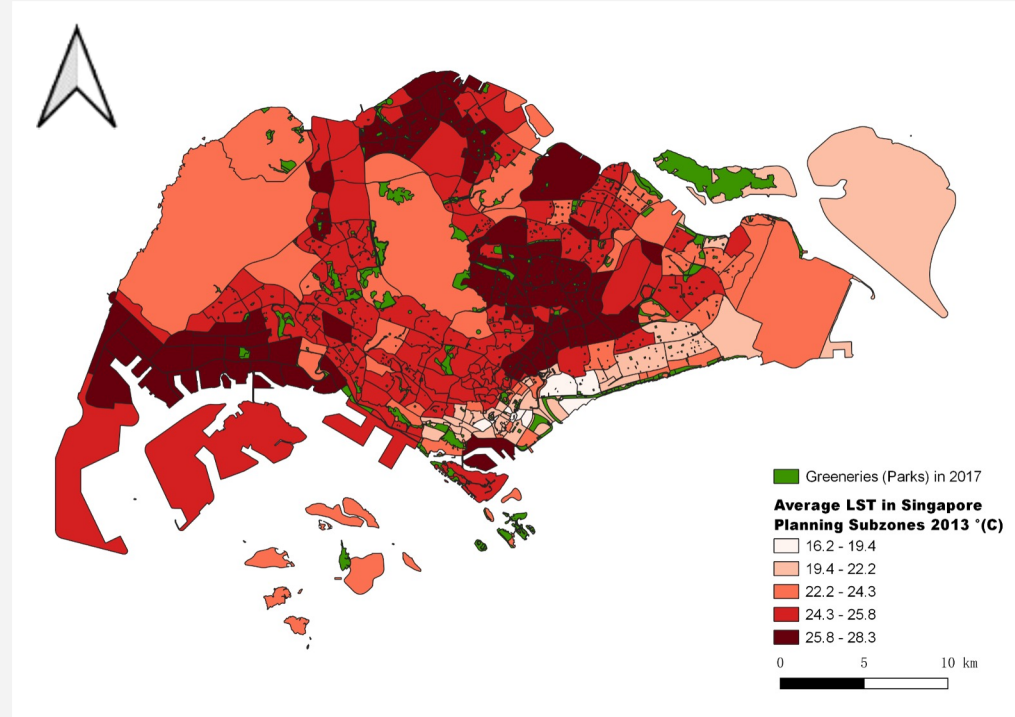 Greeneries (Parks) in 2017
Average LST in Singapore
Planning Subzones 2013 °(C)
16.2 - 19.4
19.4 - 22.2
22.2 - 24.3
24.3 - 25.8
25.8 - 28.3
0 5 10 km